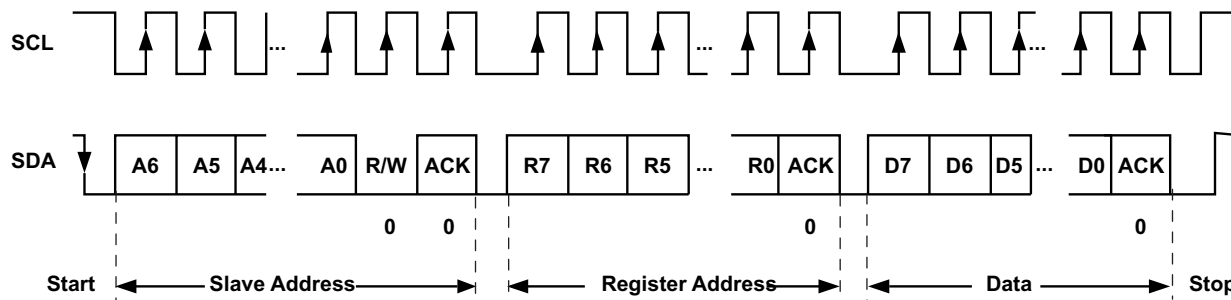 SCL ... ... ...
SDA A6 A5 A4... A0 R/W ACK R7 R6 R5 ... R0 ACK D7 D6 D5 ... D0 ACK
0 0 0 0
Start Slave Address Register Address Data Stop